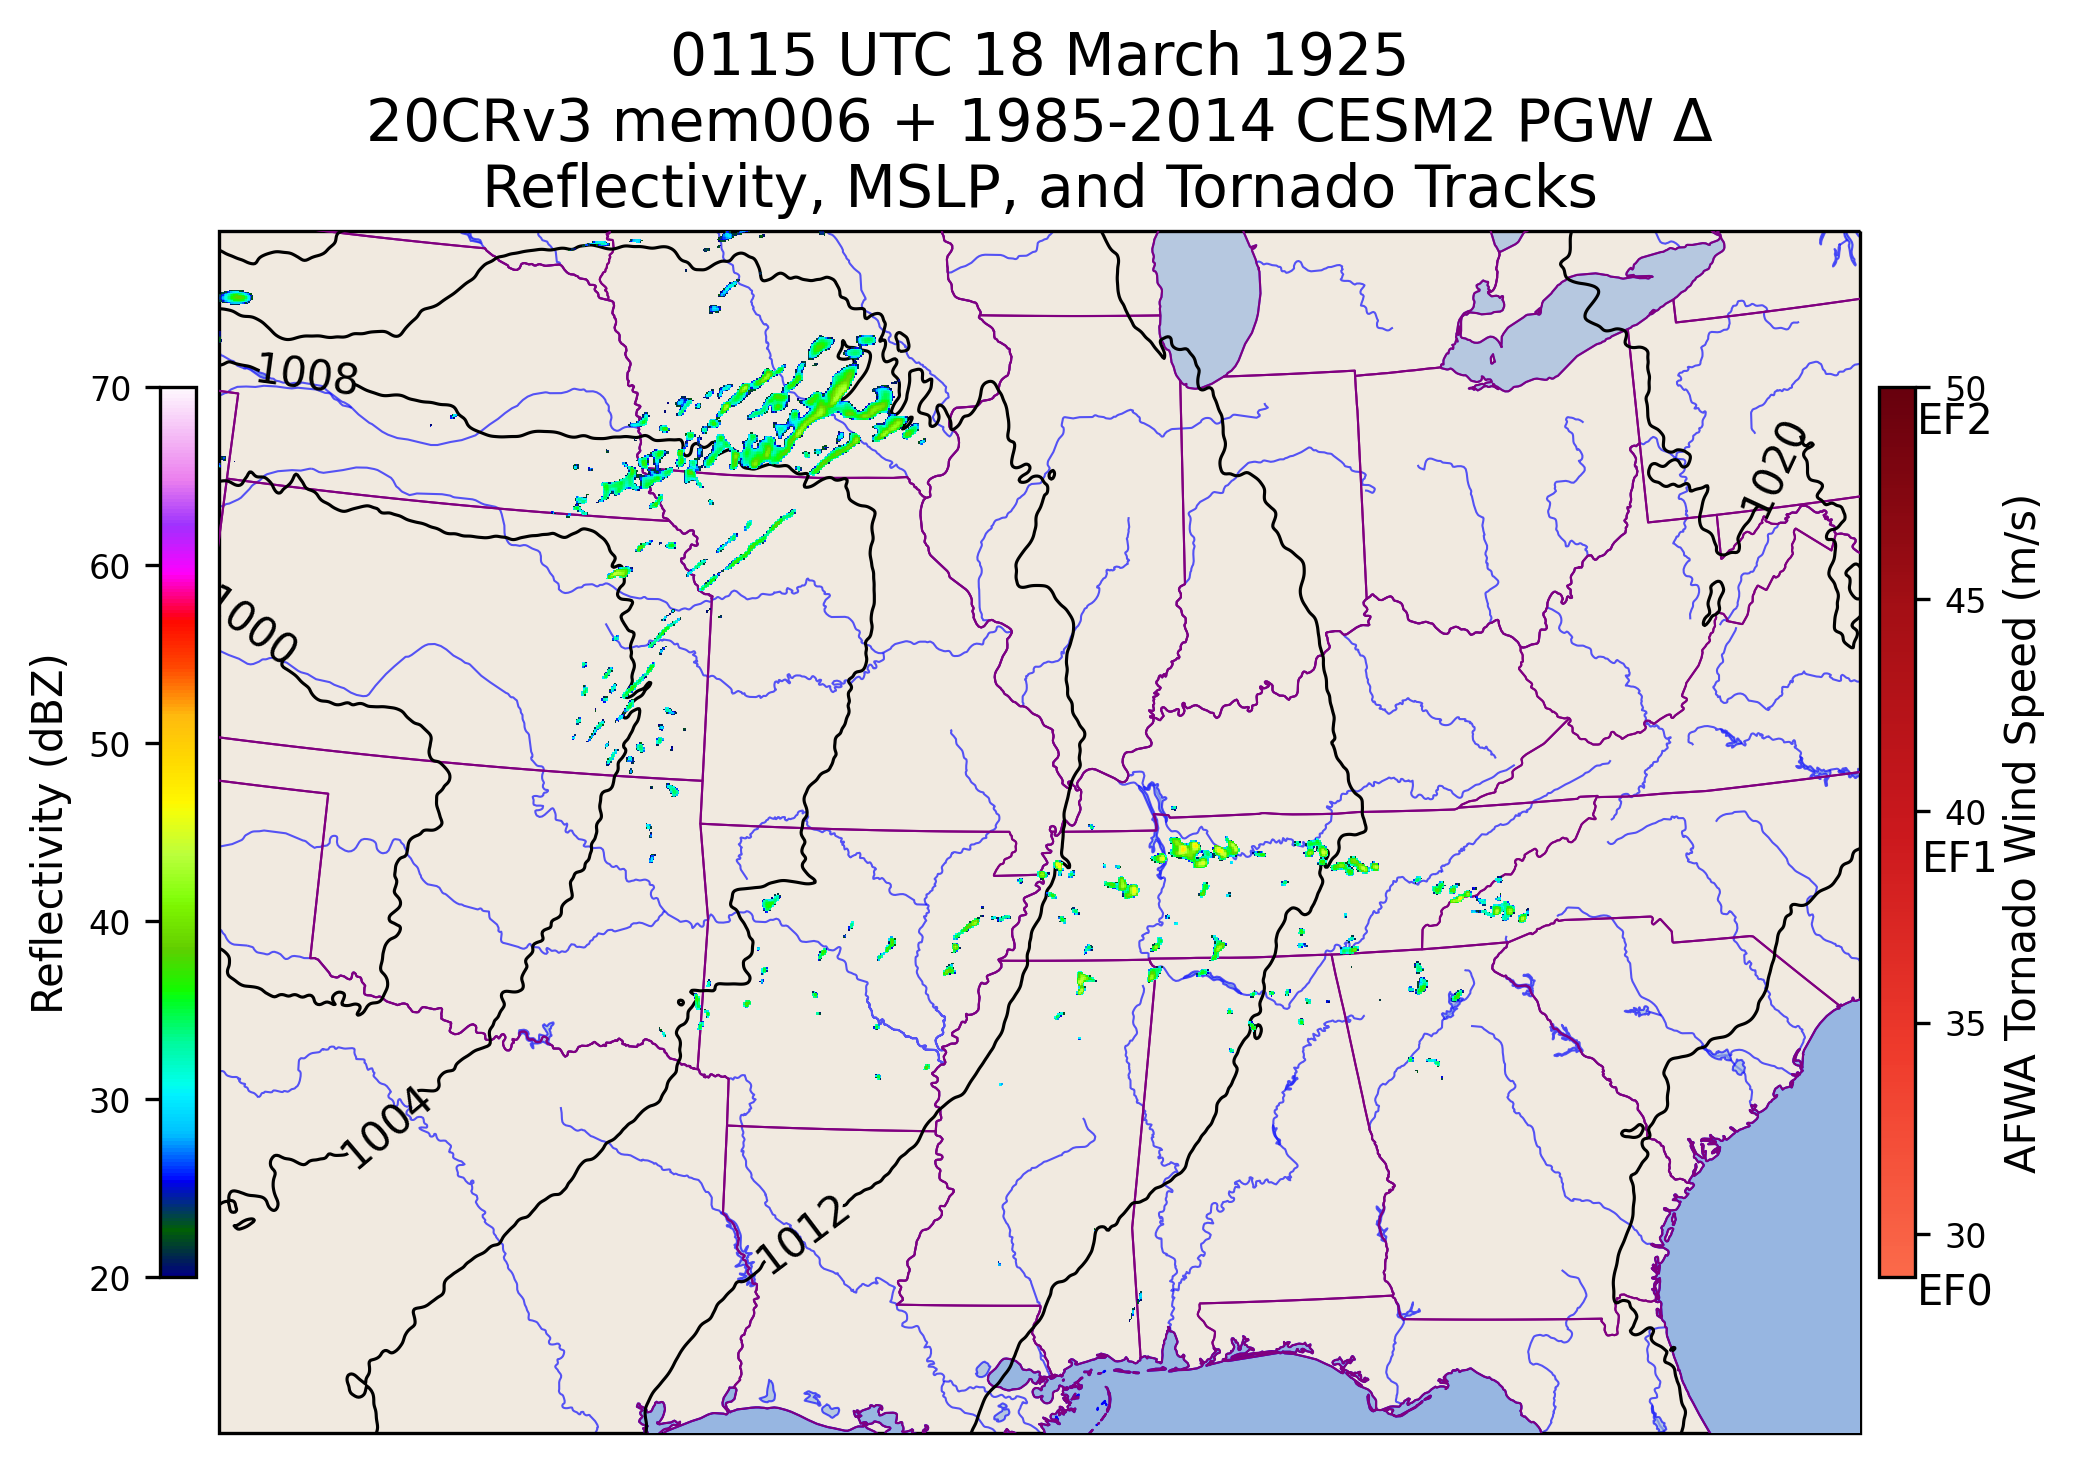 0115 UTC 18 March 1925
20CRv3 mem006 + 1985-2014 CESM2 PGW Δ
Reflectivity, MSLP, and Tornado Tracks
1008
1020
1000
1004
1012
70
60
50
40
30
20
Reflectivity (dBZ)
50
EF2
45
40
EF1
35
30
EF0
AFWA Tornado Wind Speed (m/s)